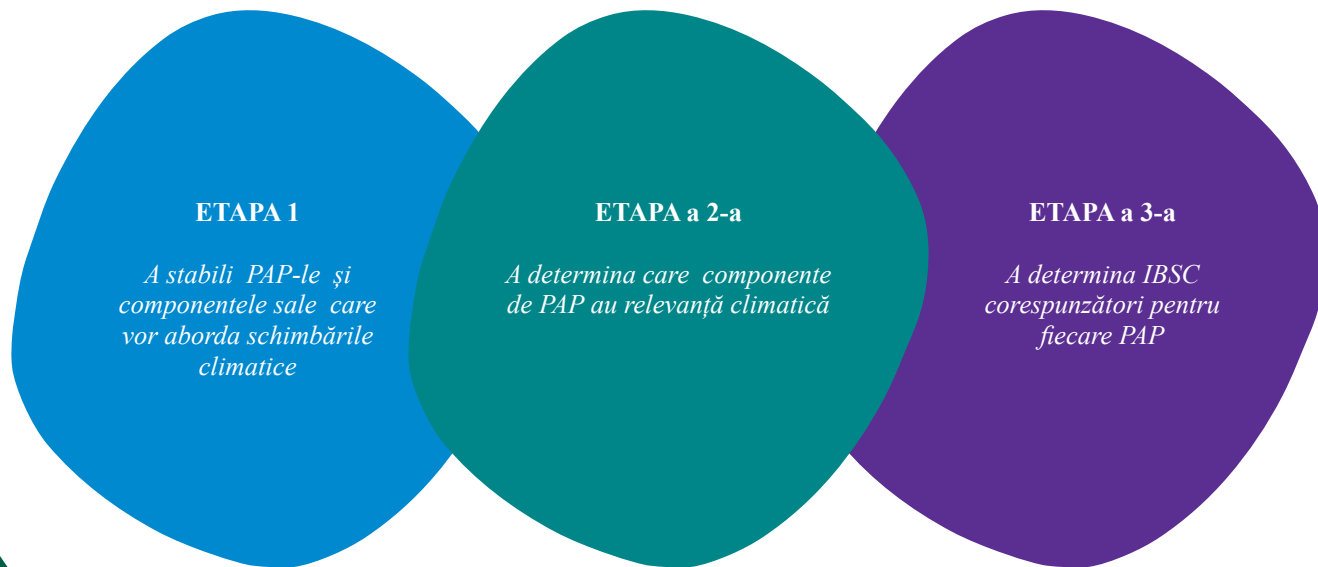 ETAPA 1
A stabili PAP-le și
componentele sale care
vor aborda schimbările
climatice
ETAPA a 2-a
A determina care componente
de PAP au relevanță climatică
ETAPA a 3-a
A determina IBSC
corespunzători pentru
fiecare PAP